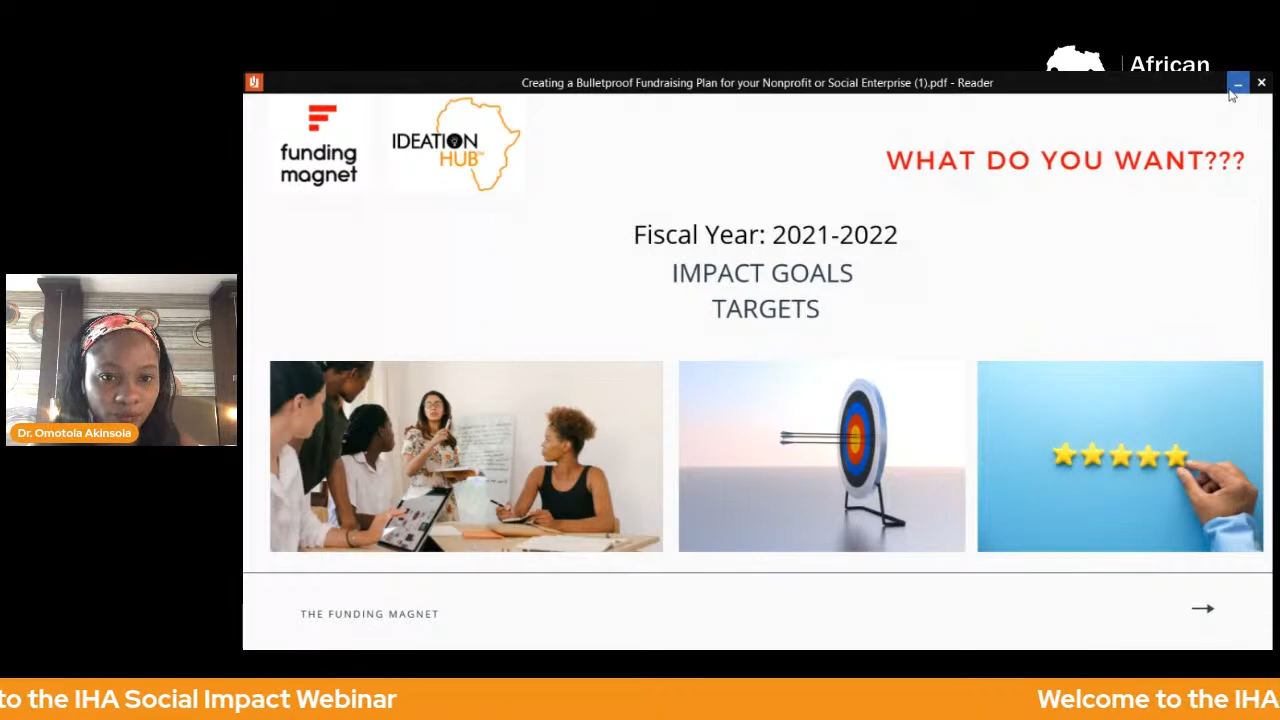 African
Creating a Bulletproof Fundraising Plan for your Nonprofit or Social Enterprise (1).pdf - Reader
funding
magnet
IDEATION
HUB™
WHAT DO YOU WANT???
Fiscal Year: 2021-2022
IMPACT GOALS
TARGETS
Dr. Omotola Akinsola
THE FUNDING MAGNET
to the IHA Social Impact Webinar
Welcome to the IHA